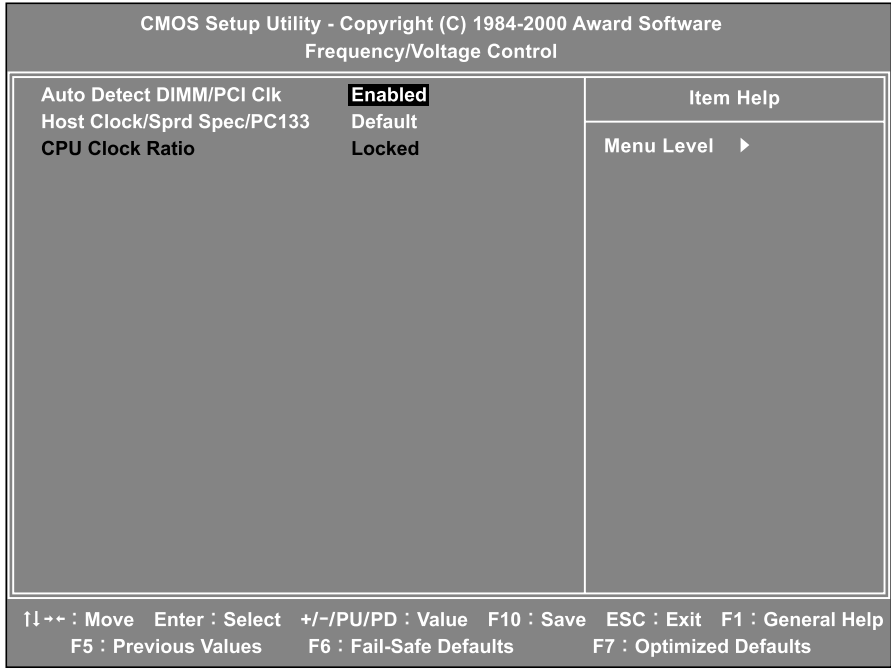 CMOS Setup Utility - Copyright (C) 1984-2000 Award Software
Frequency/Voltage Control
Auto Detect DIMM/PCI Clk Enabled
Host Clock/Sprd Spec/PC133 Default
CPU Clock Ratio Locked
Item Help
Menu Level ▶
↑↓→← : Move Enter : Select +/-/PU/PD : Value F10 : Save ESC : Exit F1 : General Help
F5 : Previous Values F6 : Fail-Safe Defaults F7 : Optimized Defaults